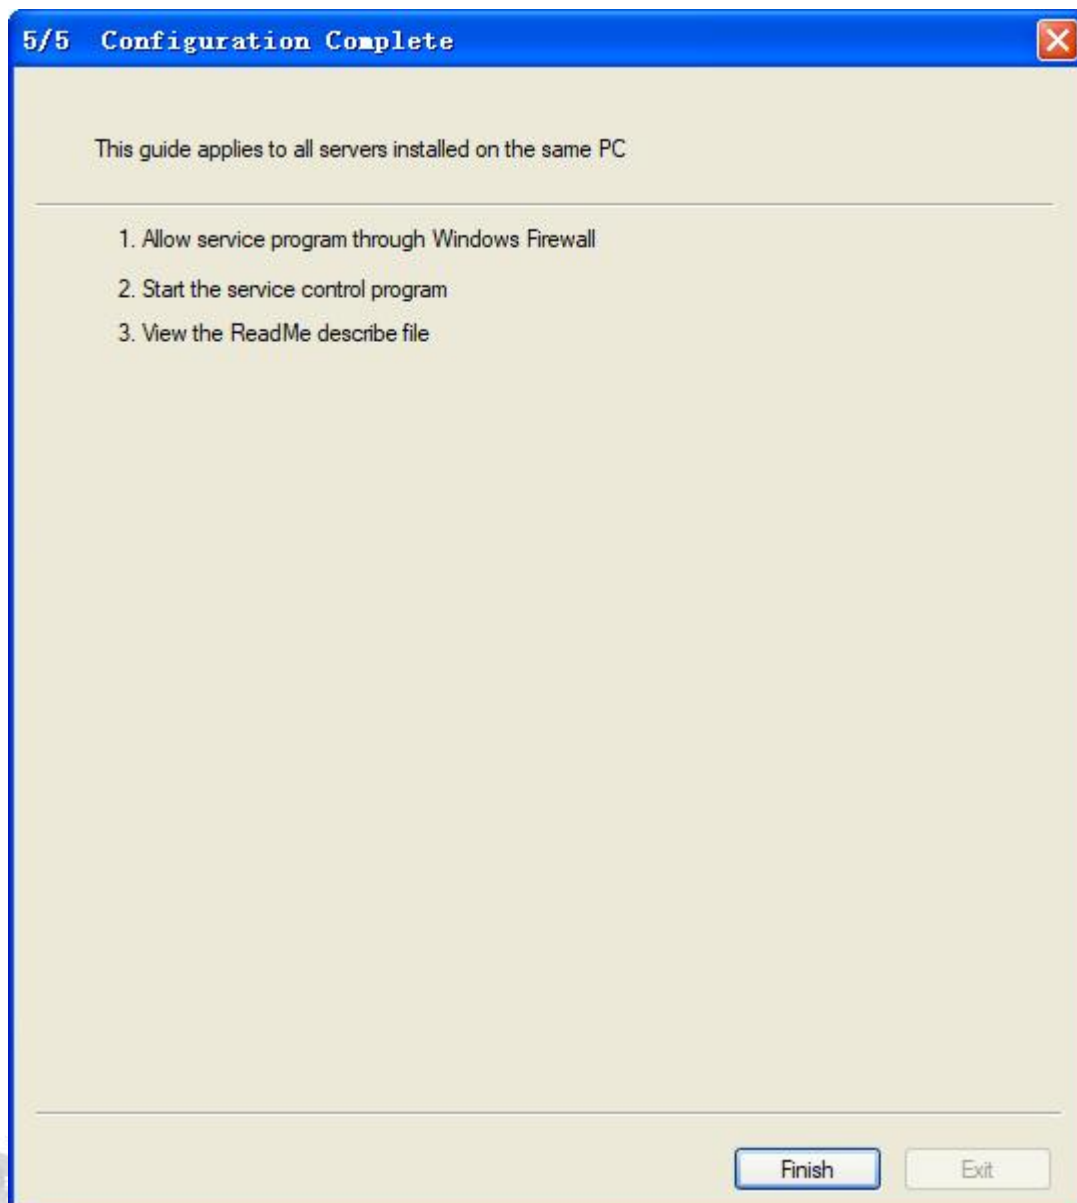 5/5 Configuration Complete
This guide applies to all servers installed on the same PC
1. Allow service program through Windows Firewall
2. Start the service control program
3. View the ReadMe describe file
Finish Exit